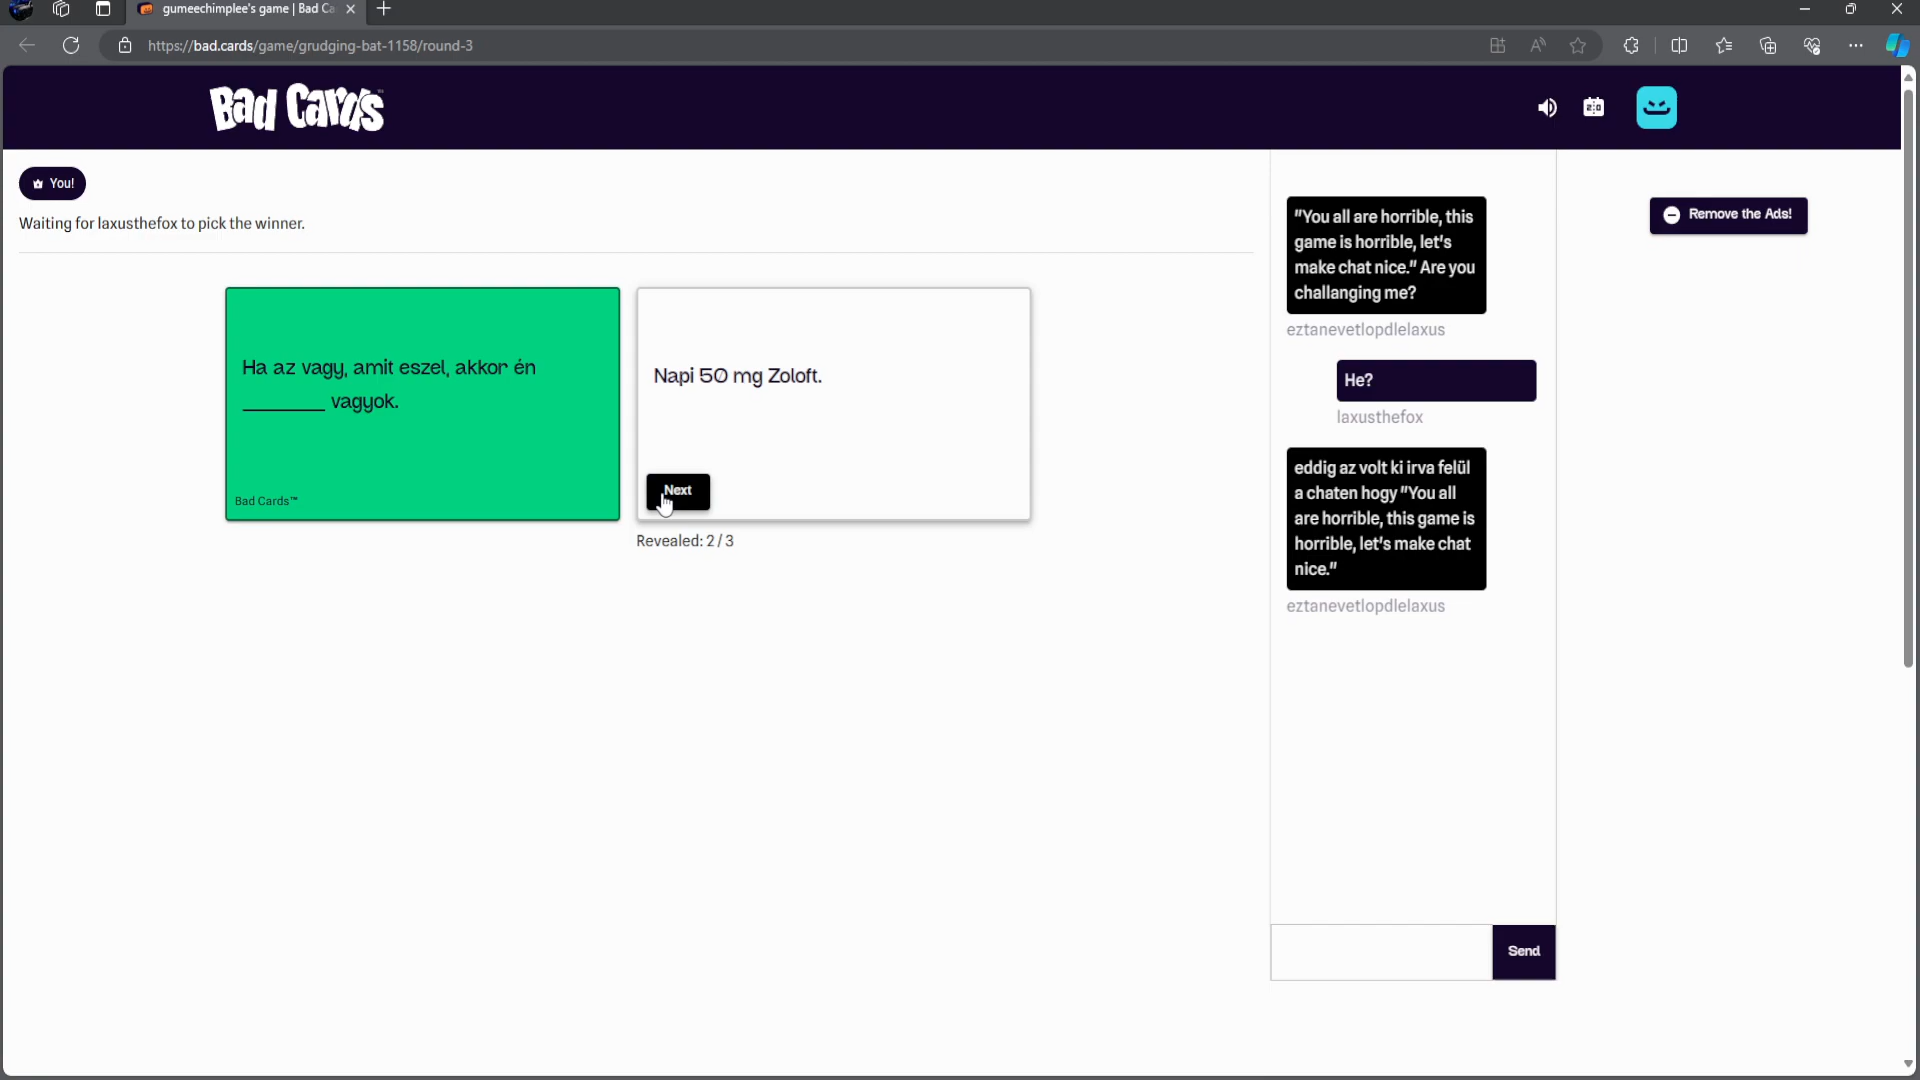 gumeechimplee's game | Bad Ca
https://bad.cards/game/grudging-bat-1158/round-3
Bad Cards™
2:0
You!
Waiting for laxusthefox to pick the winner.
Ha az vagy, amit eszel, akkor én
________ vagyok.
Bad Cards™
Napi 50 mg Zoloft.
Next
Revealed: 2 / 3
"You all are horrible, this
game is horrible, let's
make chat nice." Are you
challanging me?
eztanevetlopdlelaxus
He?
laxusthefox
eddig az volt ki irva felül
a chaten hogy "You all
are horrible, this game is
horrible, let's make chat
nice."
eztanevetlopdlelaxus
Send
Remove the Ads!